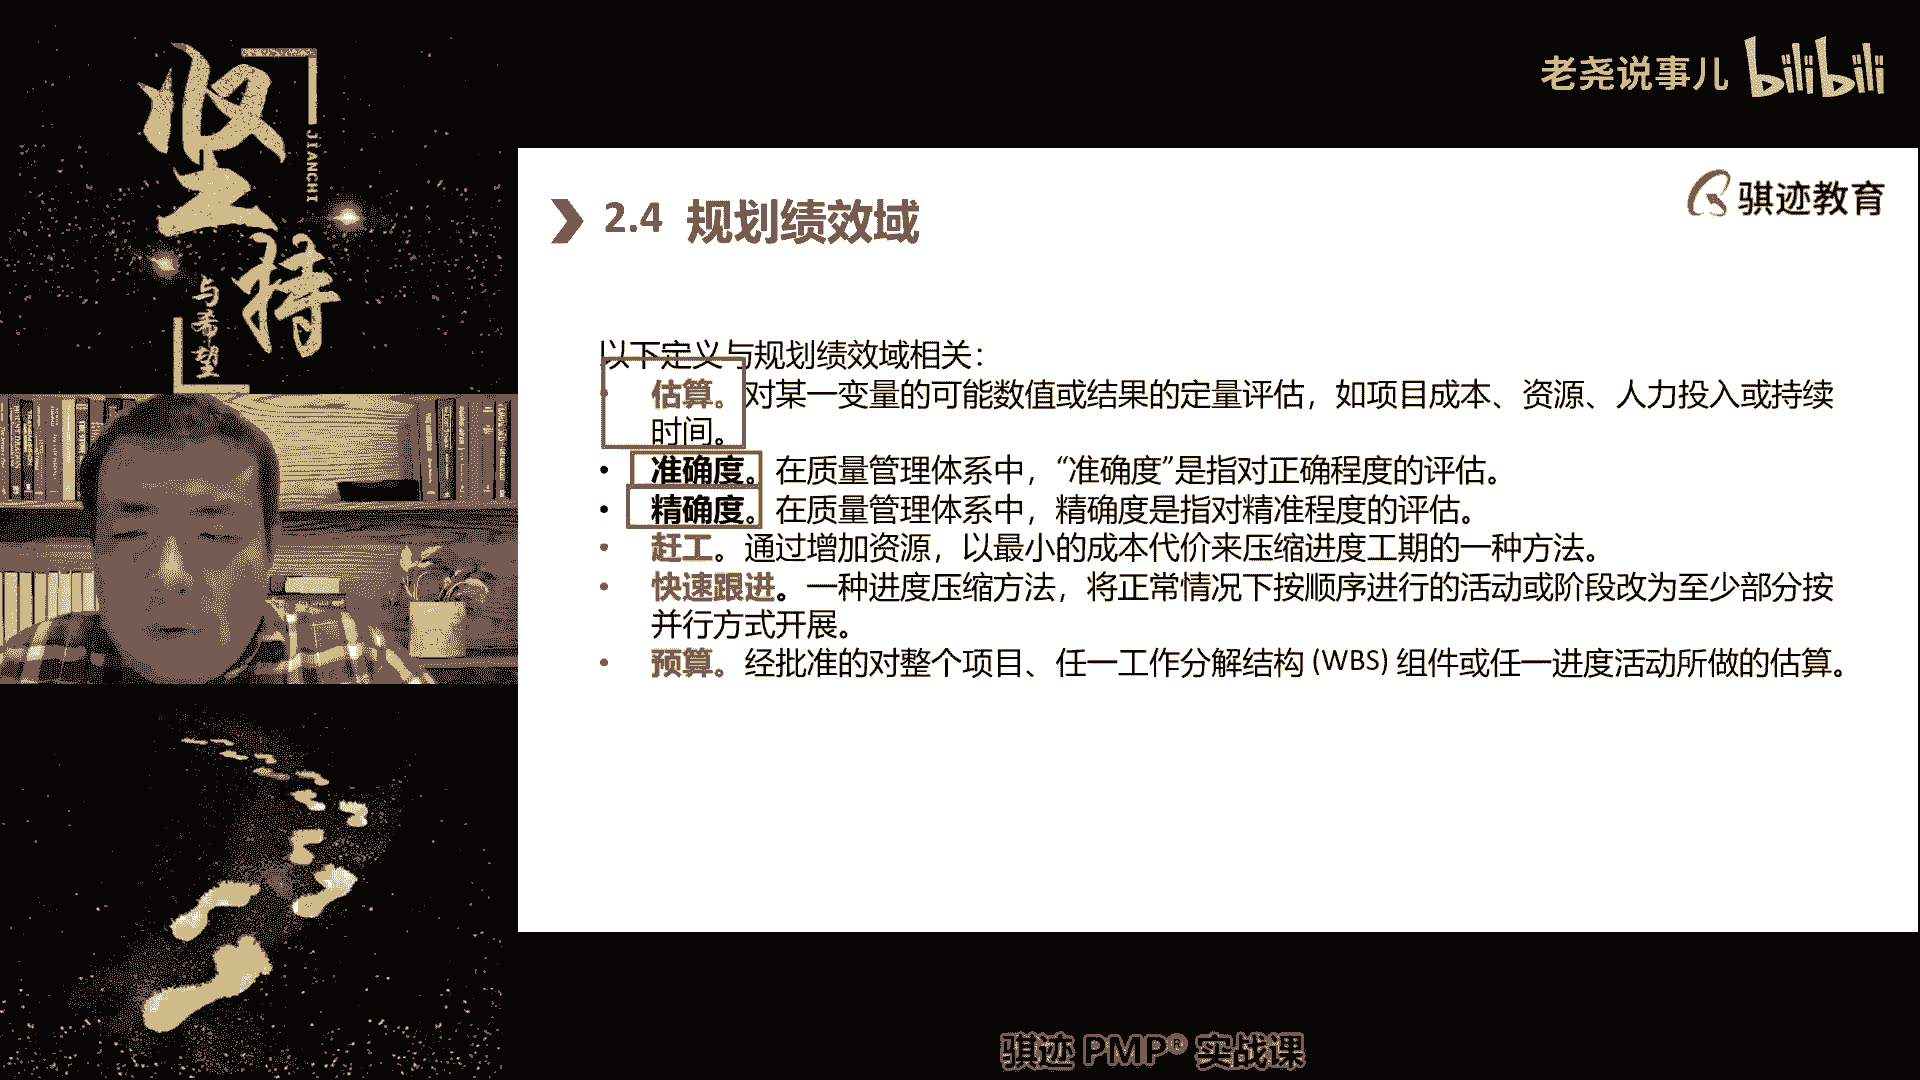 坚持
JIANCHI
与希望
老尧说事儿 bilibili
骐迹教育
2.4 规划绩效域
以下定义与规划绩效域相关：
• 估算。对某一变量的可能数值或结果的定量评估，如项目成本、资源、人力投入或持续
时间。
• 准确度。在质量管理体系中，“准确度”是指对正确程度的评估。
• 精确度。在质量管理体系中，精确度是指对精准程度的评估。
• 赶工。通过增加资源，以最小的成本代价来压缩进度工期的一种方法。
• 快速跟进。一种进度压缩方法，将正常情况下按顺序进行的活动或阶段改为至少部分按
并行方式开展。
• 预算。经批准的对整个项目、任一工作分解结构 (WBS) 组件或任一进度活动所做的估算。
骐迹 PMP® 实战课